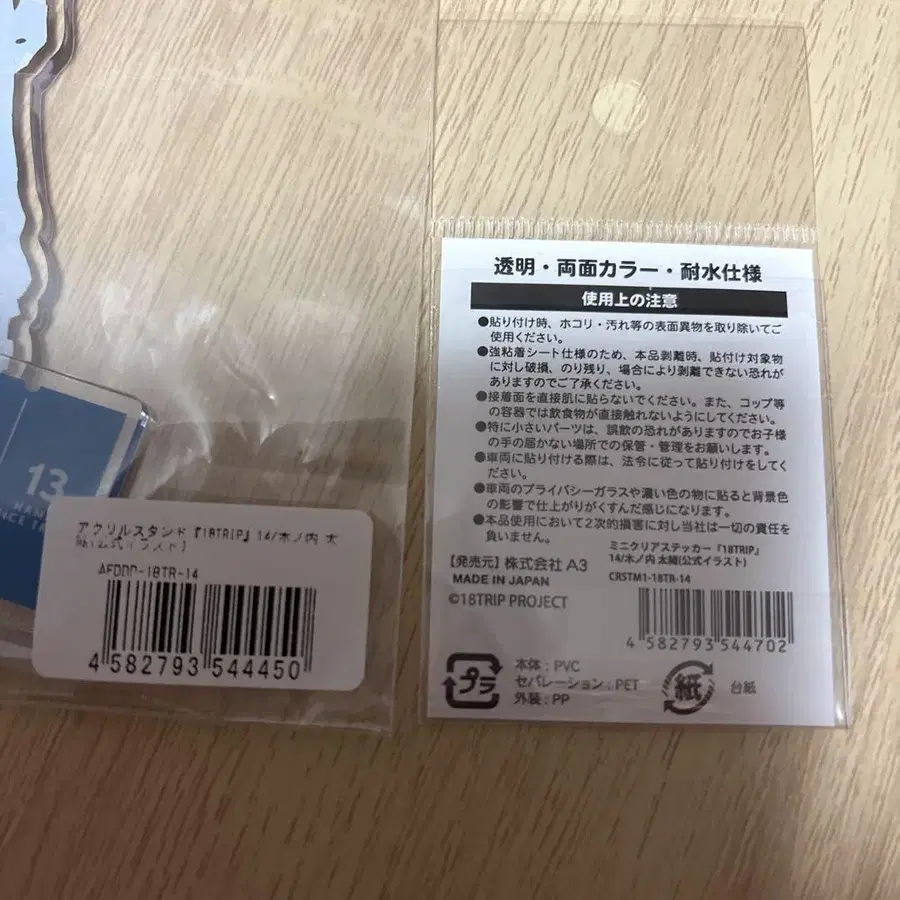 13
HAM
NCE T
アクリルスタンド『18TRIP』 14/木ノ内 太
緒(公式イラスト)
-18TR-14
4 582793 544450
透明・両面カラー・耐水仕様
使用上の注意
●貼り付け時、ホコリ・汚れ等の表面異物を取り除いてご
使用ください。
●強粘着シート仕様のため、本品剥離時、貼付け対象物
に対し破損、のり残り、場合により剥離できない恐れが
ありますのでご了承ください。
●接着面を直接肌に貼らないでください。また、コップ等
の容器では飲食物が直接触れないようにしてください。
●特に小さいパーツは、誤飲の恐れがありますのでお子様
の手の届かない場所での保管・管理をお願いします。
●車両に貼り付ける際は、法令に従って貼り付けをしてく
ださい。
●車両のプライバシーガラスや濃い色の物に貼ると背景色
の影響で仕上がりがくすんだ感じになります。
●本品使用において2次的損害に対し当社は一切の責任を
負いません。
【発売元】株式会社 A3
MADE IN JAPAN
©18TRIP PROJECT
ミニクリアステッカー『18TRIP』
14/木ノ内 太緒(公式イラスト)
CRSTM1-18TR-14
4 582793 544702
プラ
本体 : PVC
セパレーション : PET
外装 : PP
紙
台紙